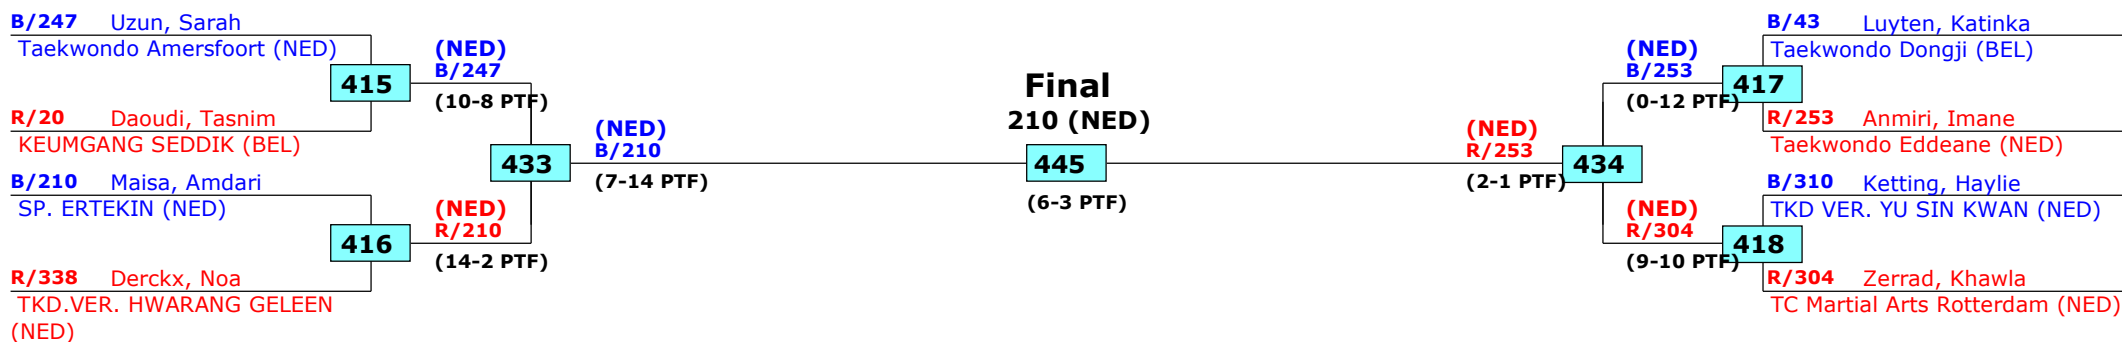 B/247 Uzun, Sarah
Taekwondo Amersfoort (NED)
415
R/20 Daoudi, Tasnim
KEUMGANG SEDDIK (BEL)
B/210 Maisa, Amdari
SP. ERTEKIN (NED)
416
R/338 Derckx, Noa
TKD.VER. HWARANG GELEEN
(NED)
(NED)
B/247
(10-8 PTF)
433
(NED)
R/210
(14-2 PTF)
(NED)
B/210
(7-14 PTF)
Final
210 (NED)
445
(6-3 PTF)
(NED)
R/253
(2-1 PTF)
434
(NED)
B/253
(0-12 PTF)
(NED)
R/304
(9-10 PTF)
B/43 Luyten, Katinka
Taekwondo Dongji (BEL)
417
R/253 Anmiri, Imane
Taekwondo Eddeane (NED)
B/310 Ketting, Haylie
TKD VER. YU SIN KWAN (NED)
418
R/304 Zerrad, Khawla
TC Martial Arts Rotterdam (NED)